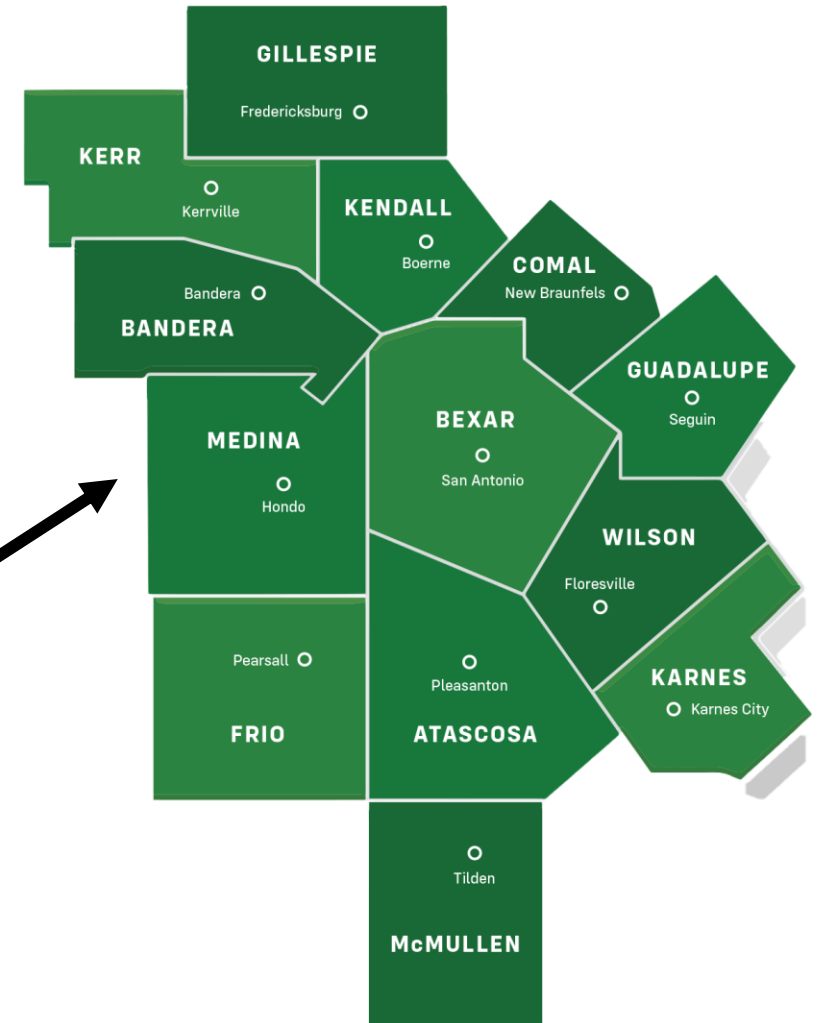 GILLESPIE
Fredericksburg
KERR
Kerrville
KENDALL
Boerne
COMAL
New Braunfels
Bandera
BANDERA
GUADALUPE
Seguin
BEXAR
San Antonio
MEDINA
Hondo
WILSON
Floresville
Pearsall
FRIO
Pleasanton
ATASCOSA
KARNES
Karnes City
Tilden
McMULLEN